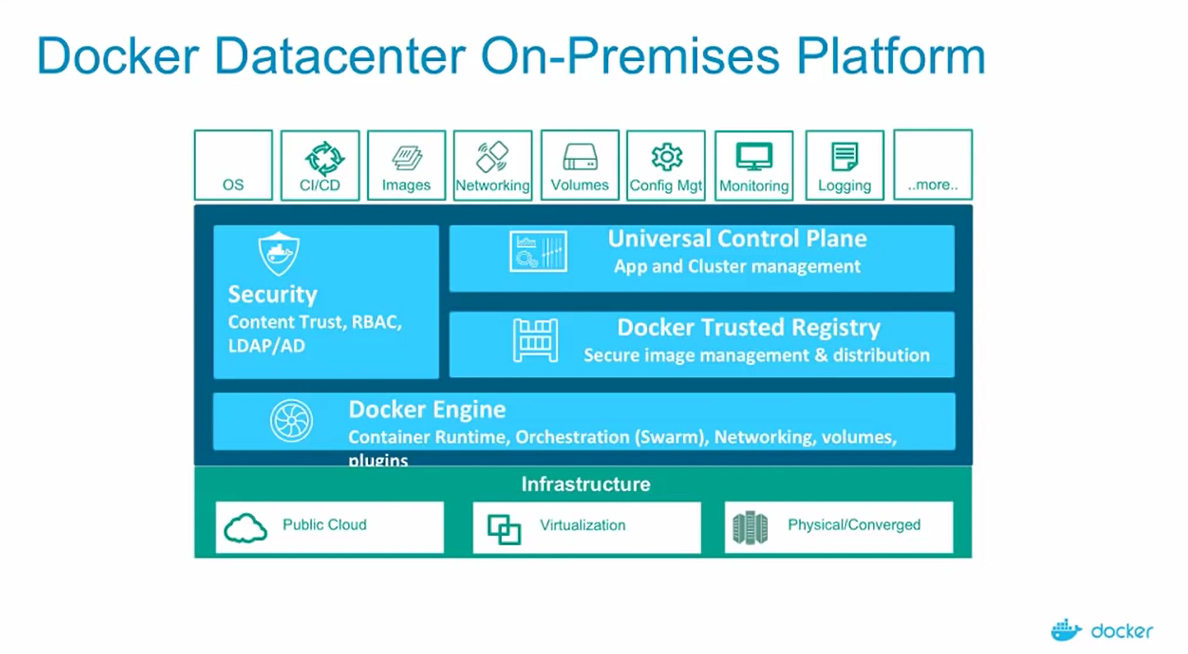 Docker Datacenter On-Premises Platform
OS
CI/CD
Images
Networking
Volumes
Config Mgt
Monitoring
Logging
..more..
Security
Content Trust, RBAC,
LDAP/AD
Universal Control Plane
App and Cluster management
Docker Trusted Registry
Secure image management & distribution
Docker Engine
Container Runtime, Orchestration (Swarm), Networking, volumes,
plugins
Infrastructure
Public Cloud
Virtualization
Physical/Converged
docker